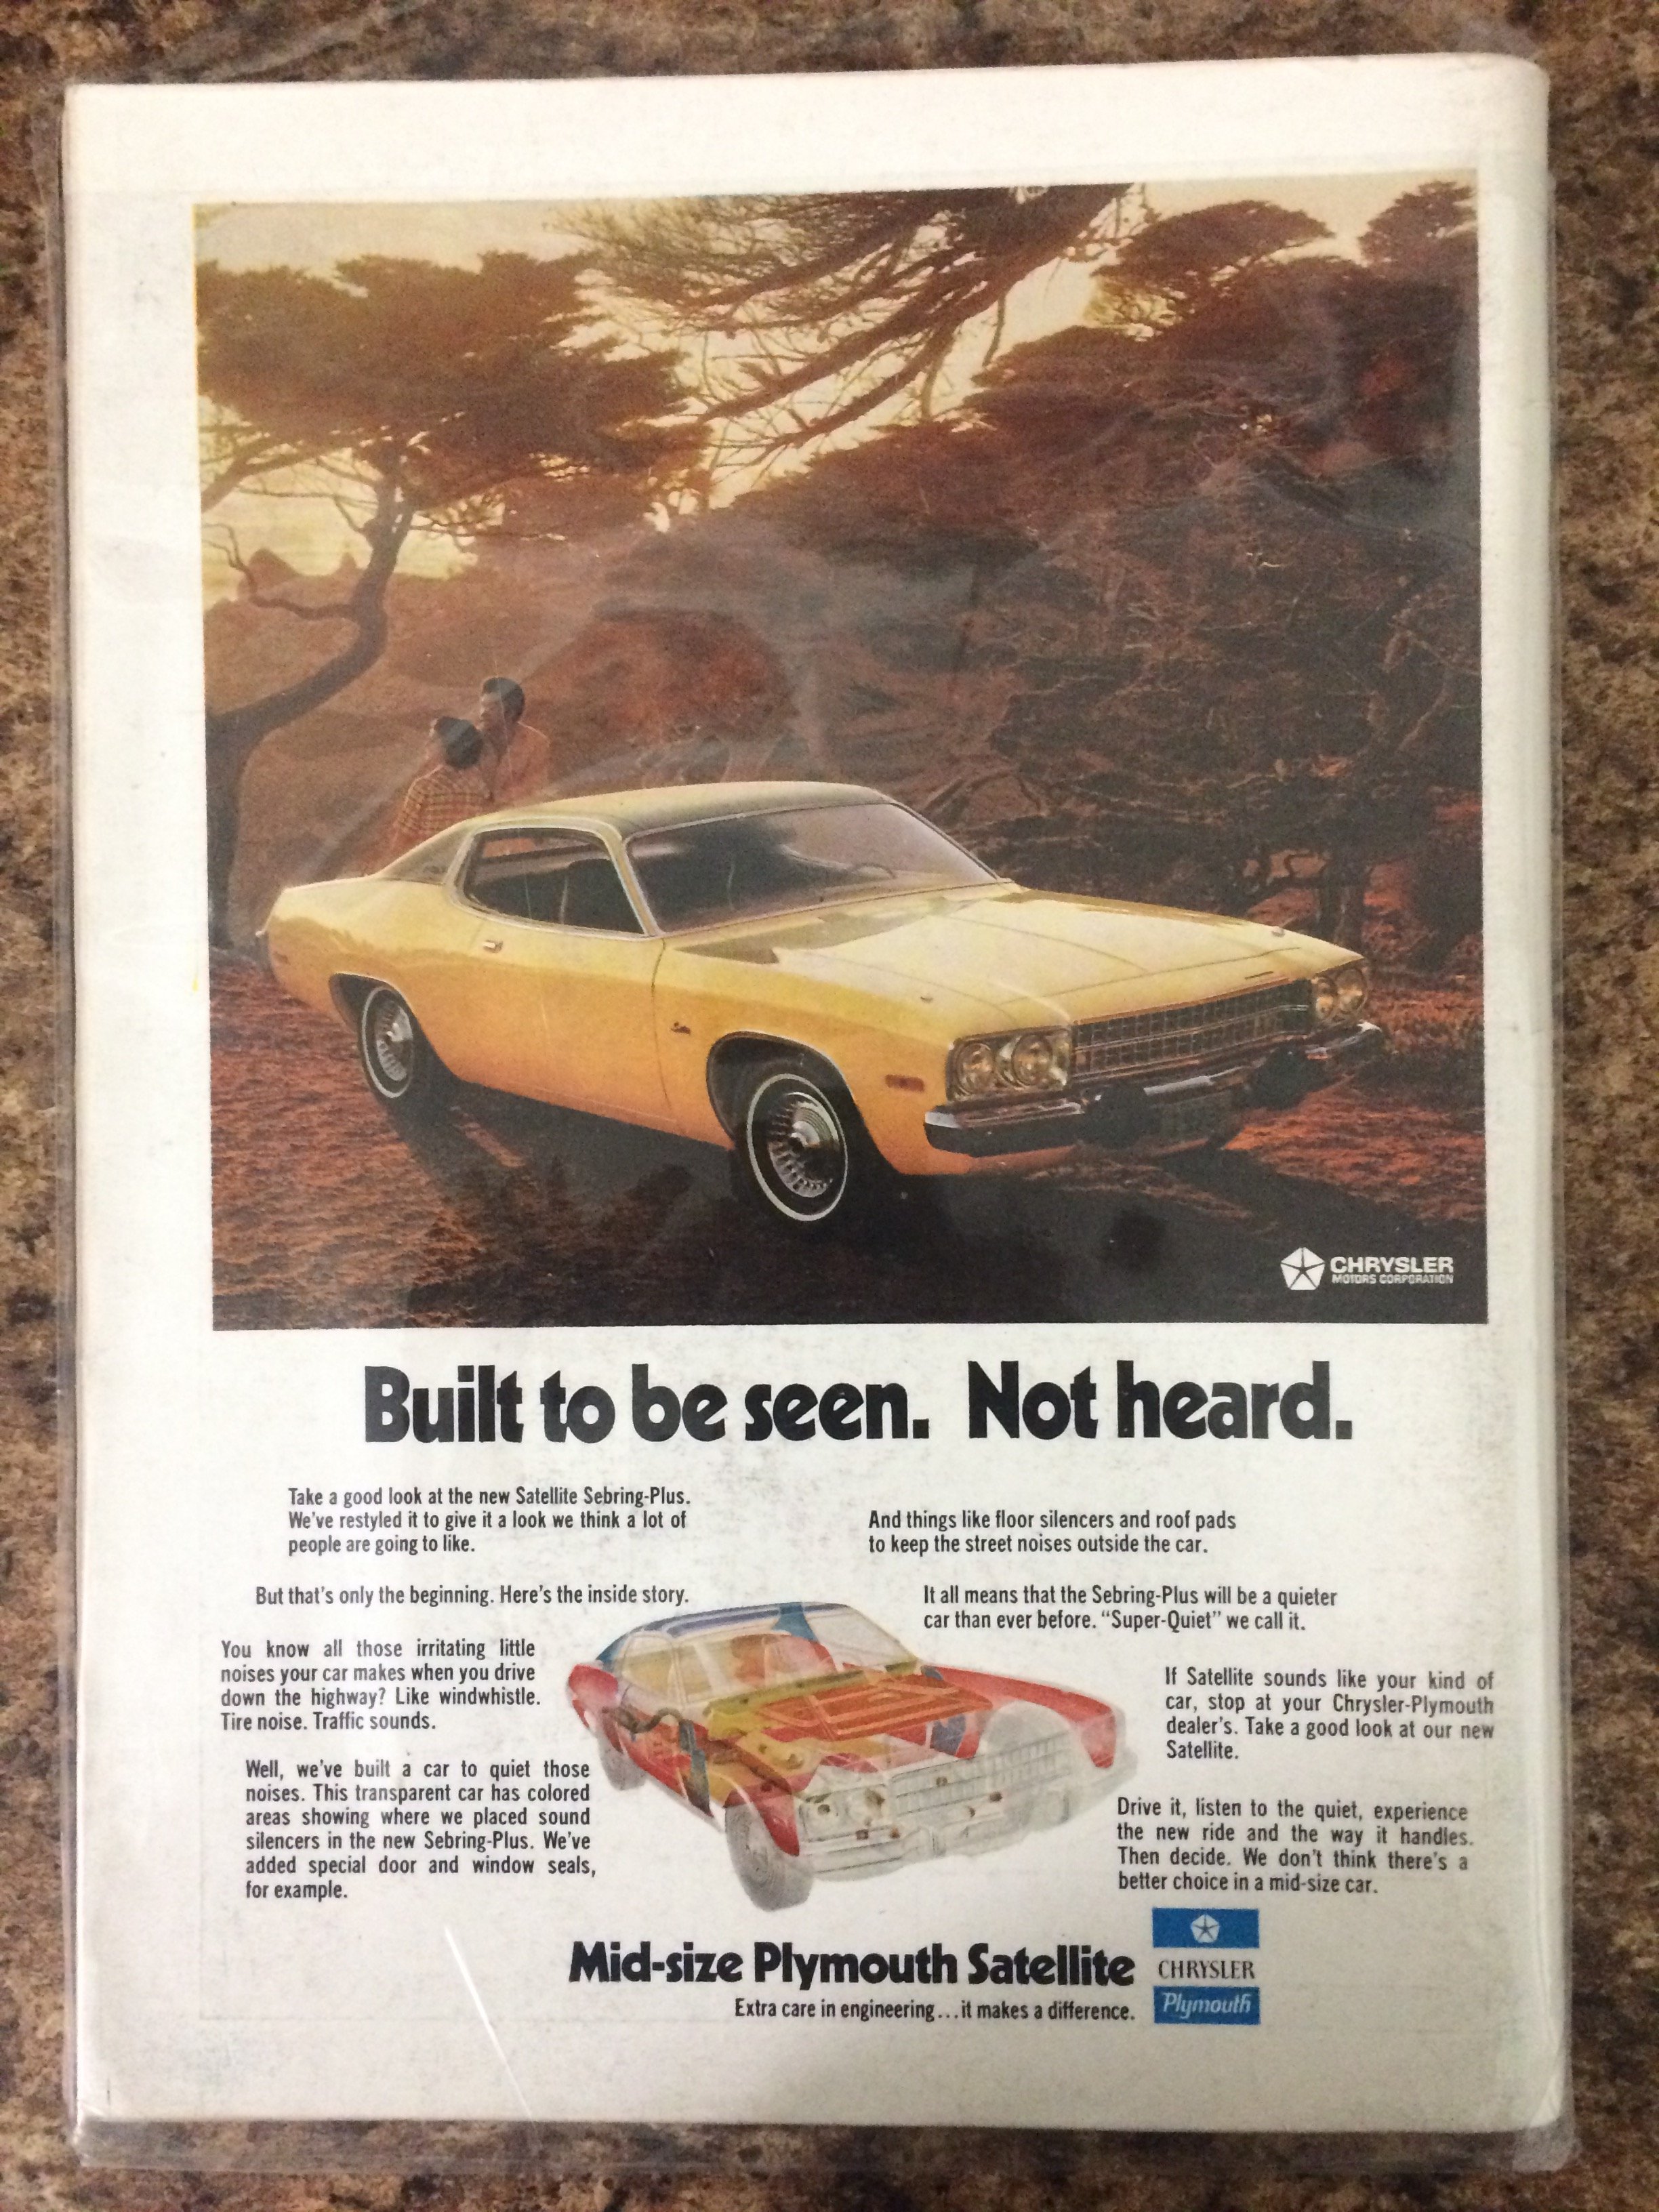 CHRYSLER
MOTORS CORPORATION
Built to be seen. Not heard.
Take a good look at the new Satellite Sebring-Plus.
We've restyled it to give it a look we think a lot of
people are going to like.
But that's only the beginning. Here's the inside story.
You know all those irritating little
noises your car makes when you drive
down the highway? Like windwhistle.
Tire noise. Traffic sounds.
Well, we've built a car to quiet those
noises. This transparent car has colored
areas showing where we placed sound
silencers in the new Sebring-Plus. We've
added special door and window seals,
for example.
And things like floor silencers and roof pads
to keep the street noises outside the car.
It all means that the Sebring-Plus will be a quieter
car than ever before. “Super-Quiet” we call it.
If Satellite sounds like your kind of
car, stop at your Chrysler-Plymouth
dealer's. Take a good look at our new
Satellite.
Drive it, listen to the quiet, experience
the new ride and the way it handles.
Then decide. We don't think there's a
better choice in a mid-size car.
Mid-size Plymouth Satellite
Extra care in engineering...it makes a difference.
CHRYSLER
Plymouth